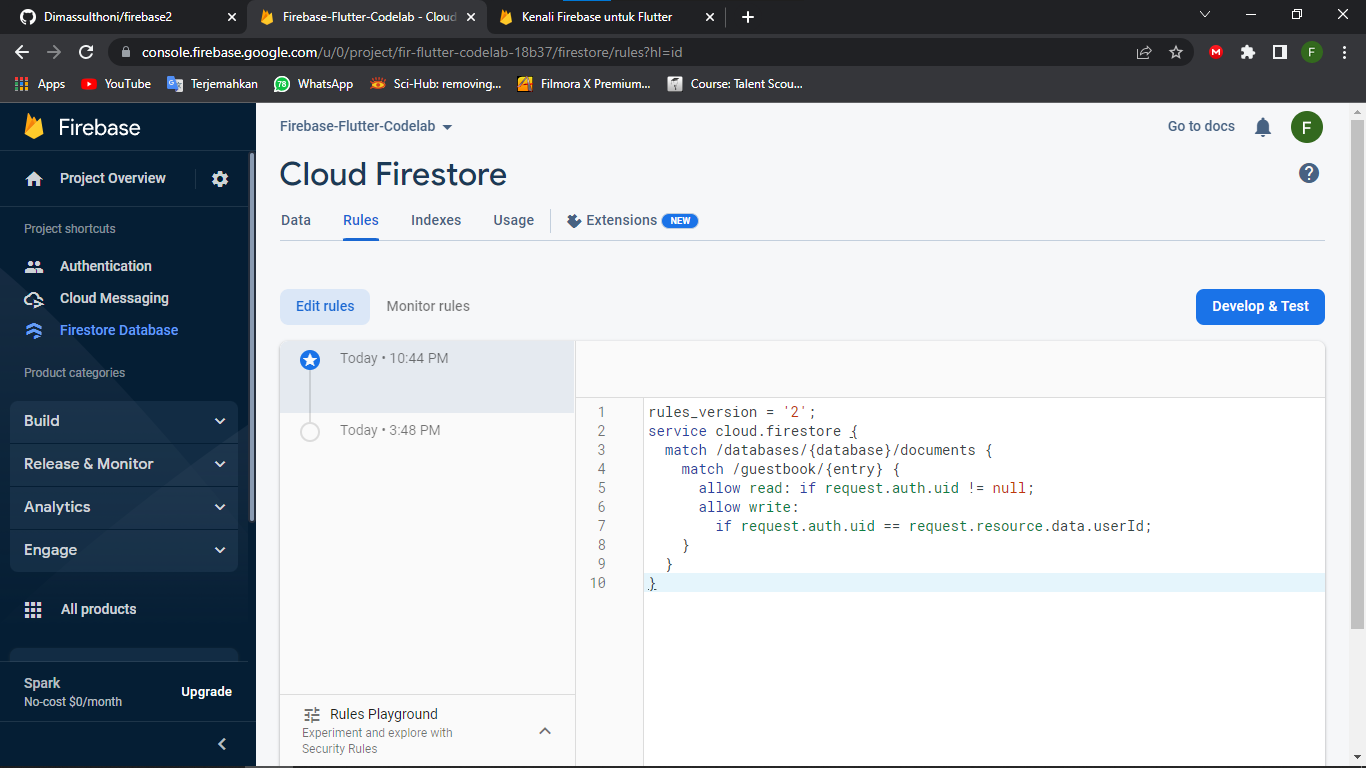 Dimassulthoni/firebase2
Firebase-Flutter-Codelab - Cloud
Kenali Firebase untuk Flutter
console.firebase.google.com/u/0/project/fir-flutter-codelab-18b37/firestore/rules?hl=id
M
F
Apps
YouTube
Terjemahkan
78
WhatsApp
Sci-Hub: removing...
Filmora X Premium...
Course: Talent Scou...
Firebase
Project Overview
Project shortcuts
Authentication
Cloud Messaging
Firestore Database
Product categories
Build
Release & Monitor
Analytics
Engage
All products
Spark
No-cost $0/month
Upgrade
Firebase-Flutter-Codelab
Go to docs
F
Cloud Firestore
?
Data
Rules
Indexes
Usage
Extensions
NEW
Edit rules
Monitor rules
Develop & Test
Today • 10:44 PM
Today • 3:48 PM
1 rules_version = '2';
2 service cloud.firestore {
3 match /databases/{database}/documents {
4 match /guestbook/{entry} {
5 allow read: if request.auth.uid != null;
6 allow write:
7 if request.auth.uid == request.resource.data.userId;
8 }
9 }
10 }
Rules Playground
Experiment and explore with
Security Rules